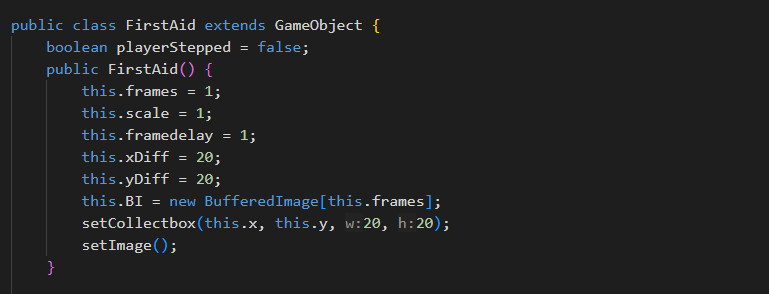 public class FirstAid extends GameObject {
boolean playerStepped = false;
public FirstAid() {
this.frames = 1;
this.scale = 1;
this.framedelay = 1;
this.xDiff = 20;
this.yDiff = 20;
this.BI = new BufferedImage[this.frames];
setCollectbox(this.x, this.y, w:20, h:20);
setImage();
}